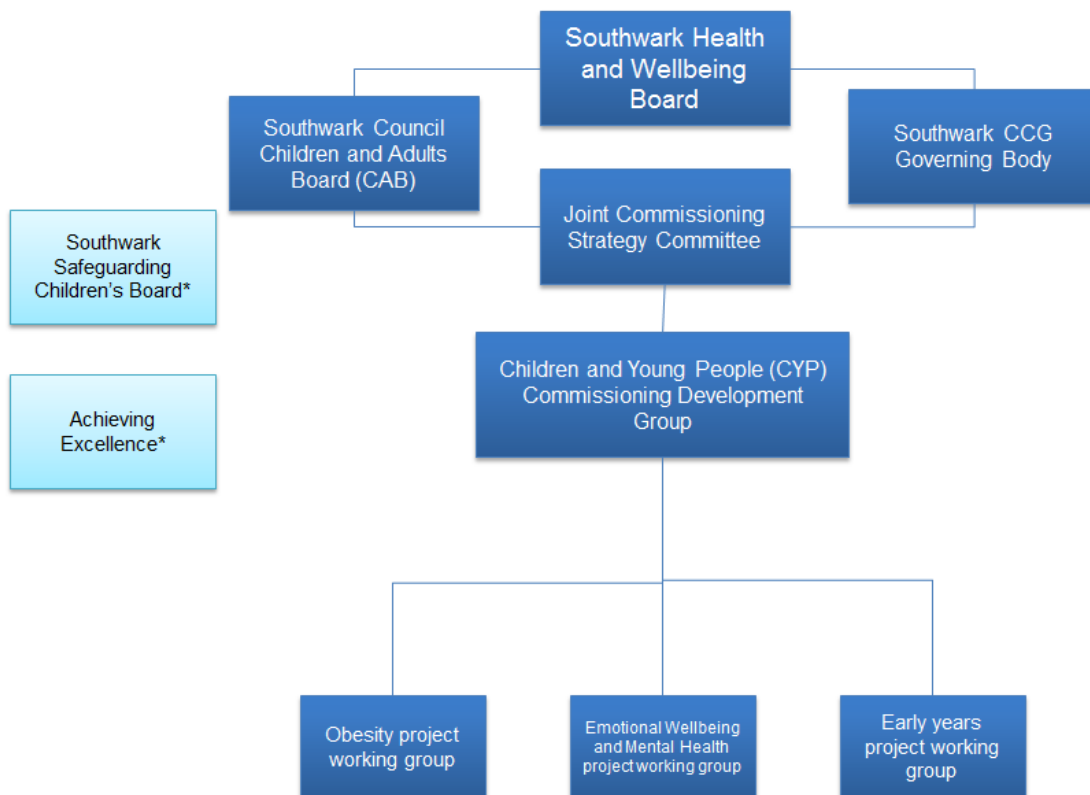 Southwark Health
and Wellbeing
Board
Southwark Council
Children and Adults
Board (CAB)
Southwark CCG
Governing Body
Joint Commissioning
Strategy Committee
Southwark
Safeguarding
Children's Board*
Children and Young People (CYP)
Commissioning Development
Group
Achieving
Excellence*
Obesity project
working group
Emotional Wellbeing
and Mental Health
project working group
Early years
project working
group